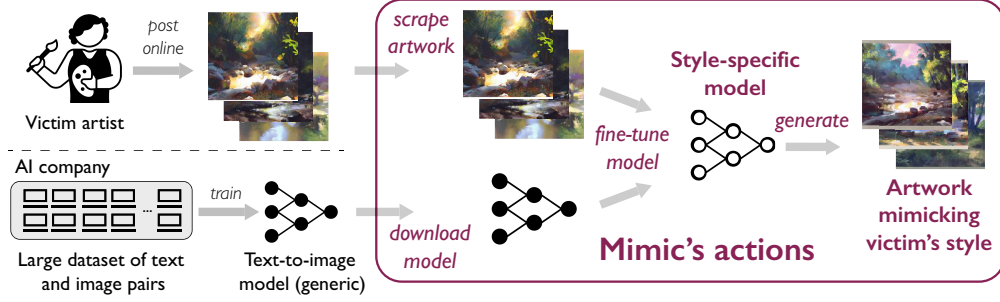 post
online
Victim artist
AI company
...
train
Large dataset of text
and image pairs
Text-to-image
model (generic)
scrape
artwork
download
model
fine-tune
model
Style-specific
model
generate
Artwork
mimicking
victim's style
Mimic's actions